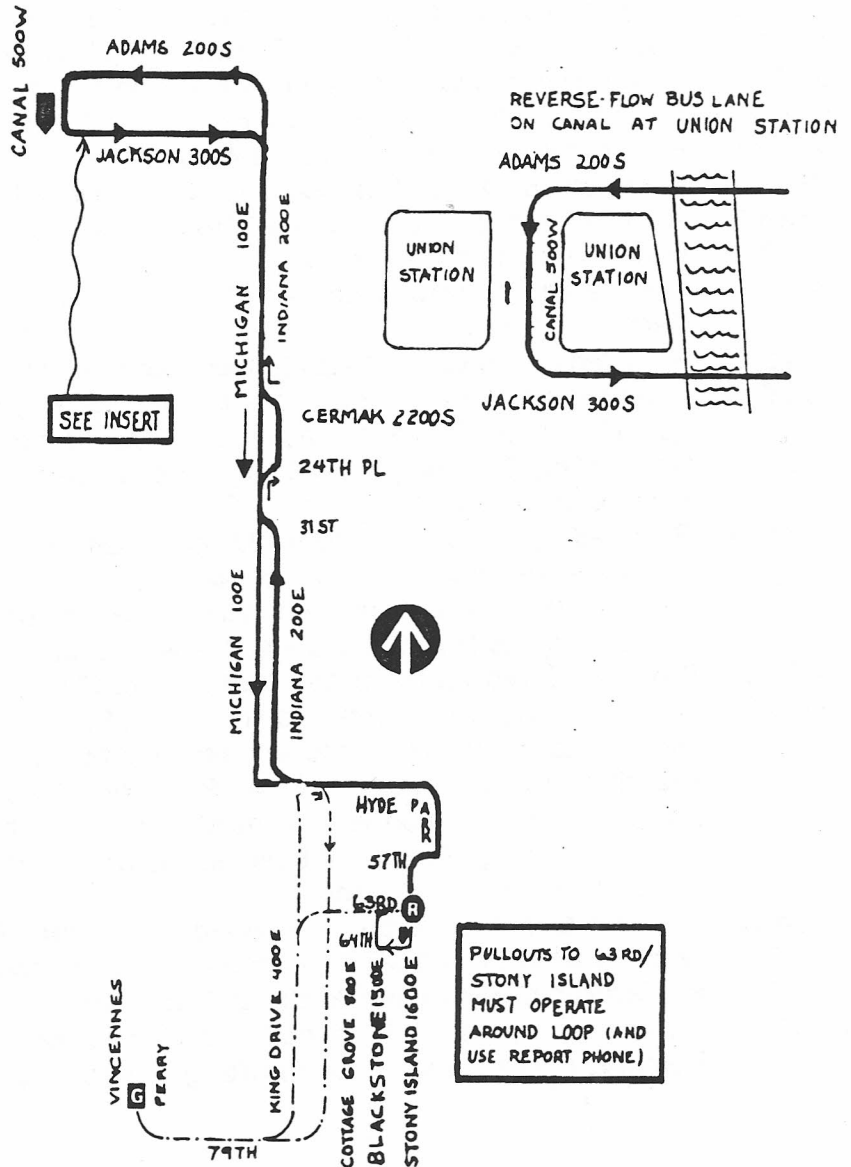 CANAL 500W
ADAMS 200S
JACKSON 300S
REVERSE-FLOW BUS LANE
ON CANAL AT UNION STATION
ADAMS 200S
UNION
STATION
CANAL 500W
UNION
STATION
JACKSON 300S
MICHIGAN 100E
INDIANA 200E
SEE INSERT
CERMAK 2200S
24TH PL
31ST
MICHIGAN 100E
INDIANA 200E
HYDE PARK
57TH
63RD
R
64TH
KING DRIVE 400E
COTTAGE GROVE 800E
BLACKSTONE 1500E
STONY ISLAND 1600E
PULLOUTS TO 63RD/
STONY ISLAND
MUST OPERATE
AROUND LOOP (AND
USE REPORT PHONE)
VINCENNES
G
PERRY
79TH